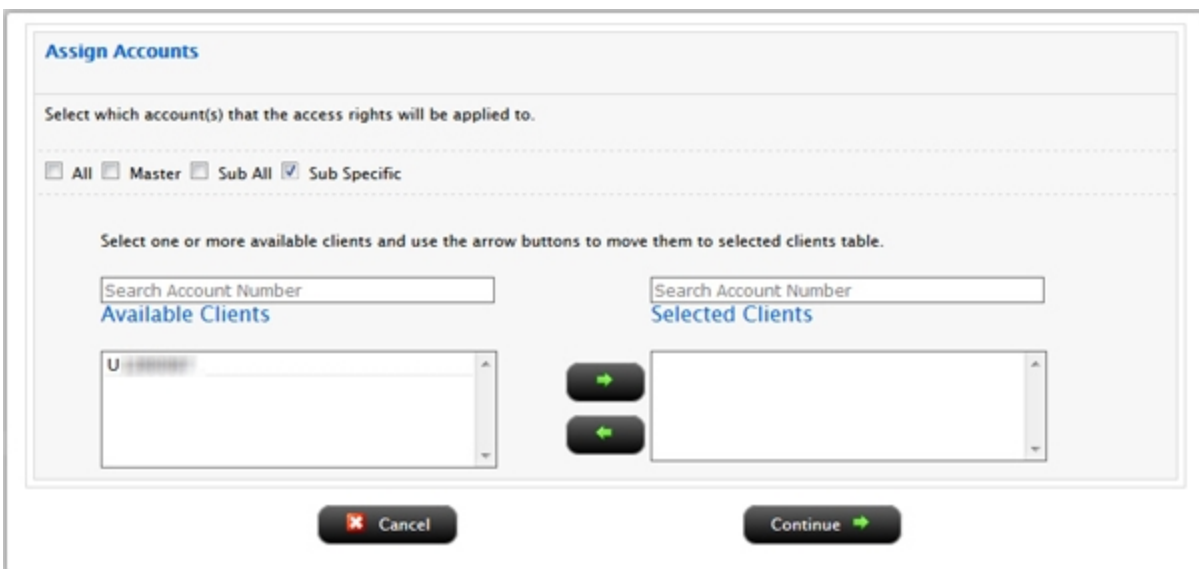 Assign Accounts
Select which account(s) that the access rights will be applied to.
All Master Sub All Sub Specific
Select one or more available clients and use the arrow buttons to move them to selected clients table.
Search Account Number Search Account Number
Available Clients Selected Clients
U
Cancel Continue